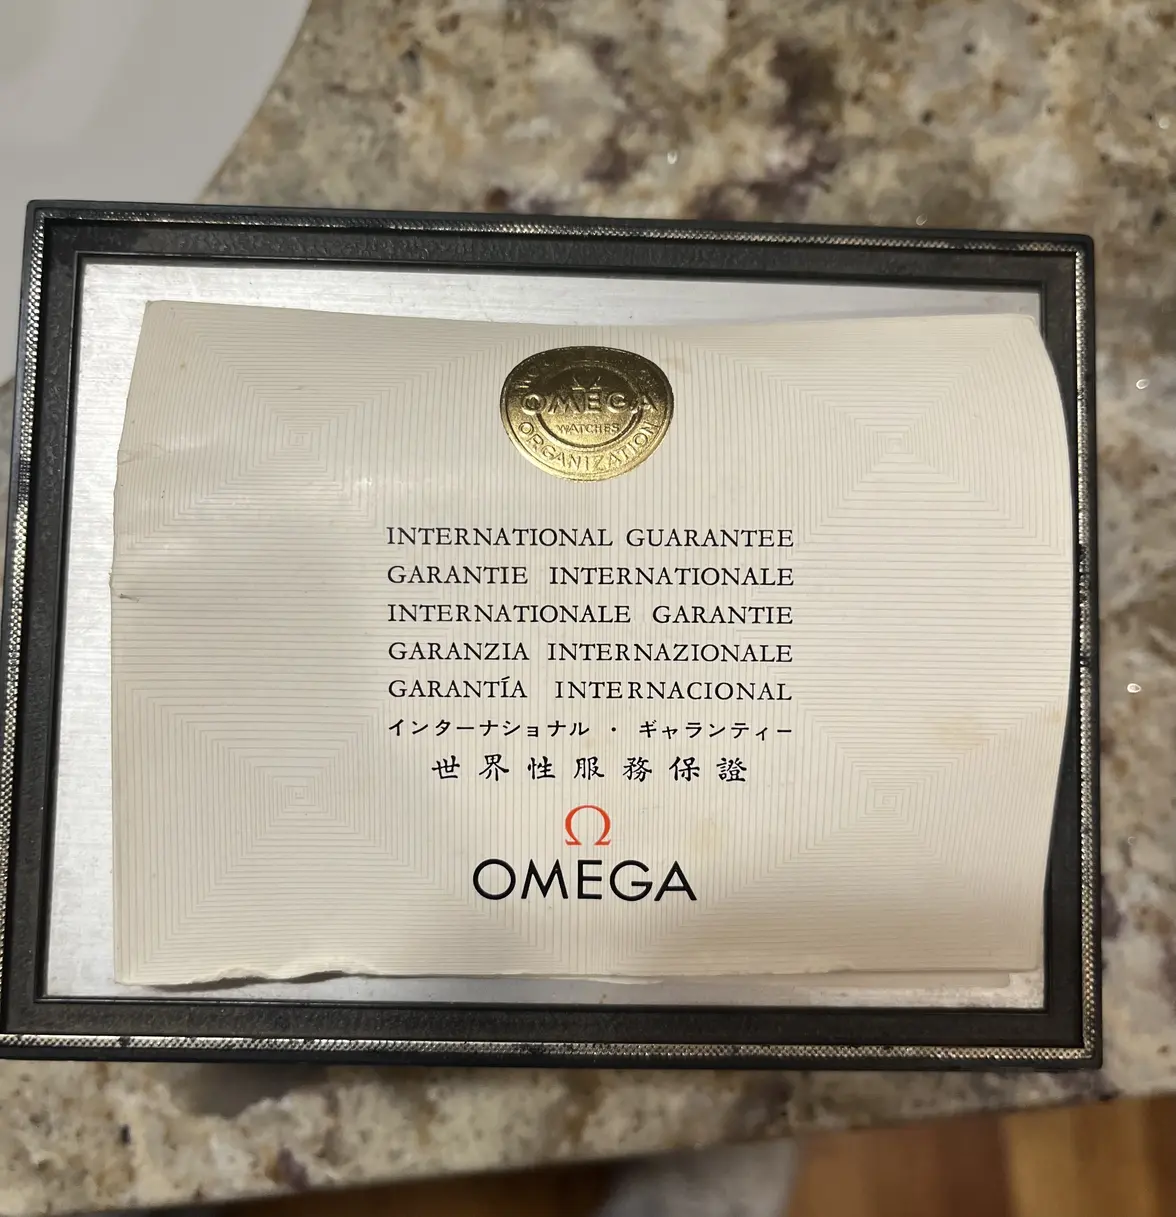 Ω
OMEGA
WATCHES
ORGANIZATION
INTERNATIONAL GUARANTEE
GARANTIE INTERNATIONALE
INTERNATIONALE GARANTIE
GARANZIA INTERNAZIONALE
GARANTÍA INTERNACIONAL
インターナショナル・ギャランティー
世界性服務保證
Ω
OMEGA